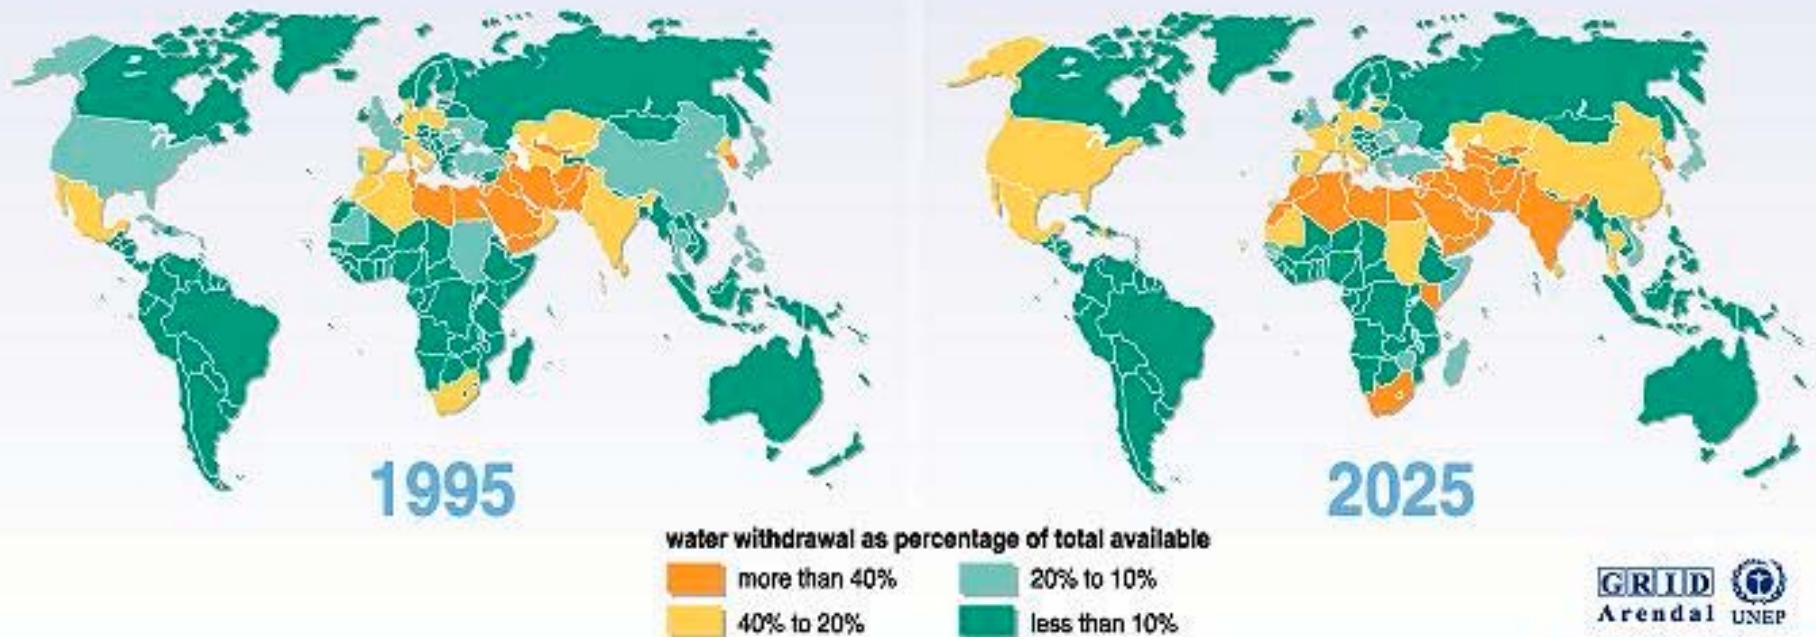 1995
2025
water withdrawal as percentage of total available
more than 40%
20% to 10%
40% to 20%
less than 10%
GRID
Arendal
UNEP